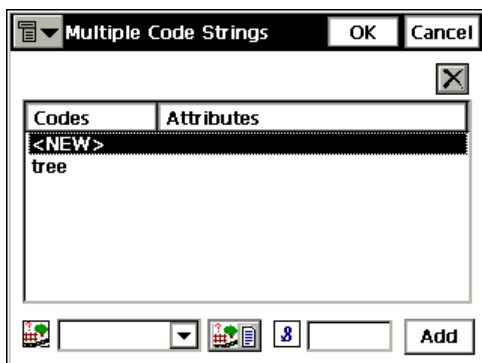 Multiple Code Strings OK Cancel
Codes Attributes
<NEW>
tree
Add